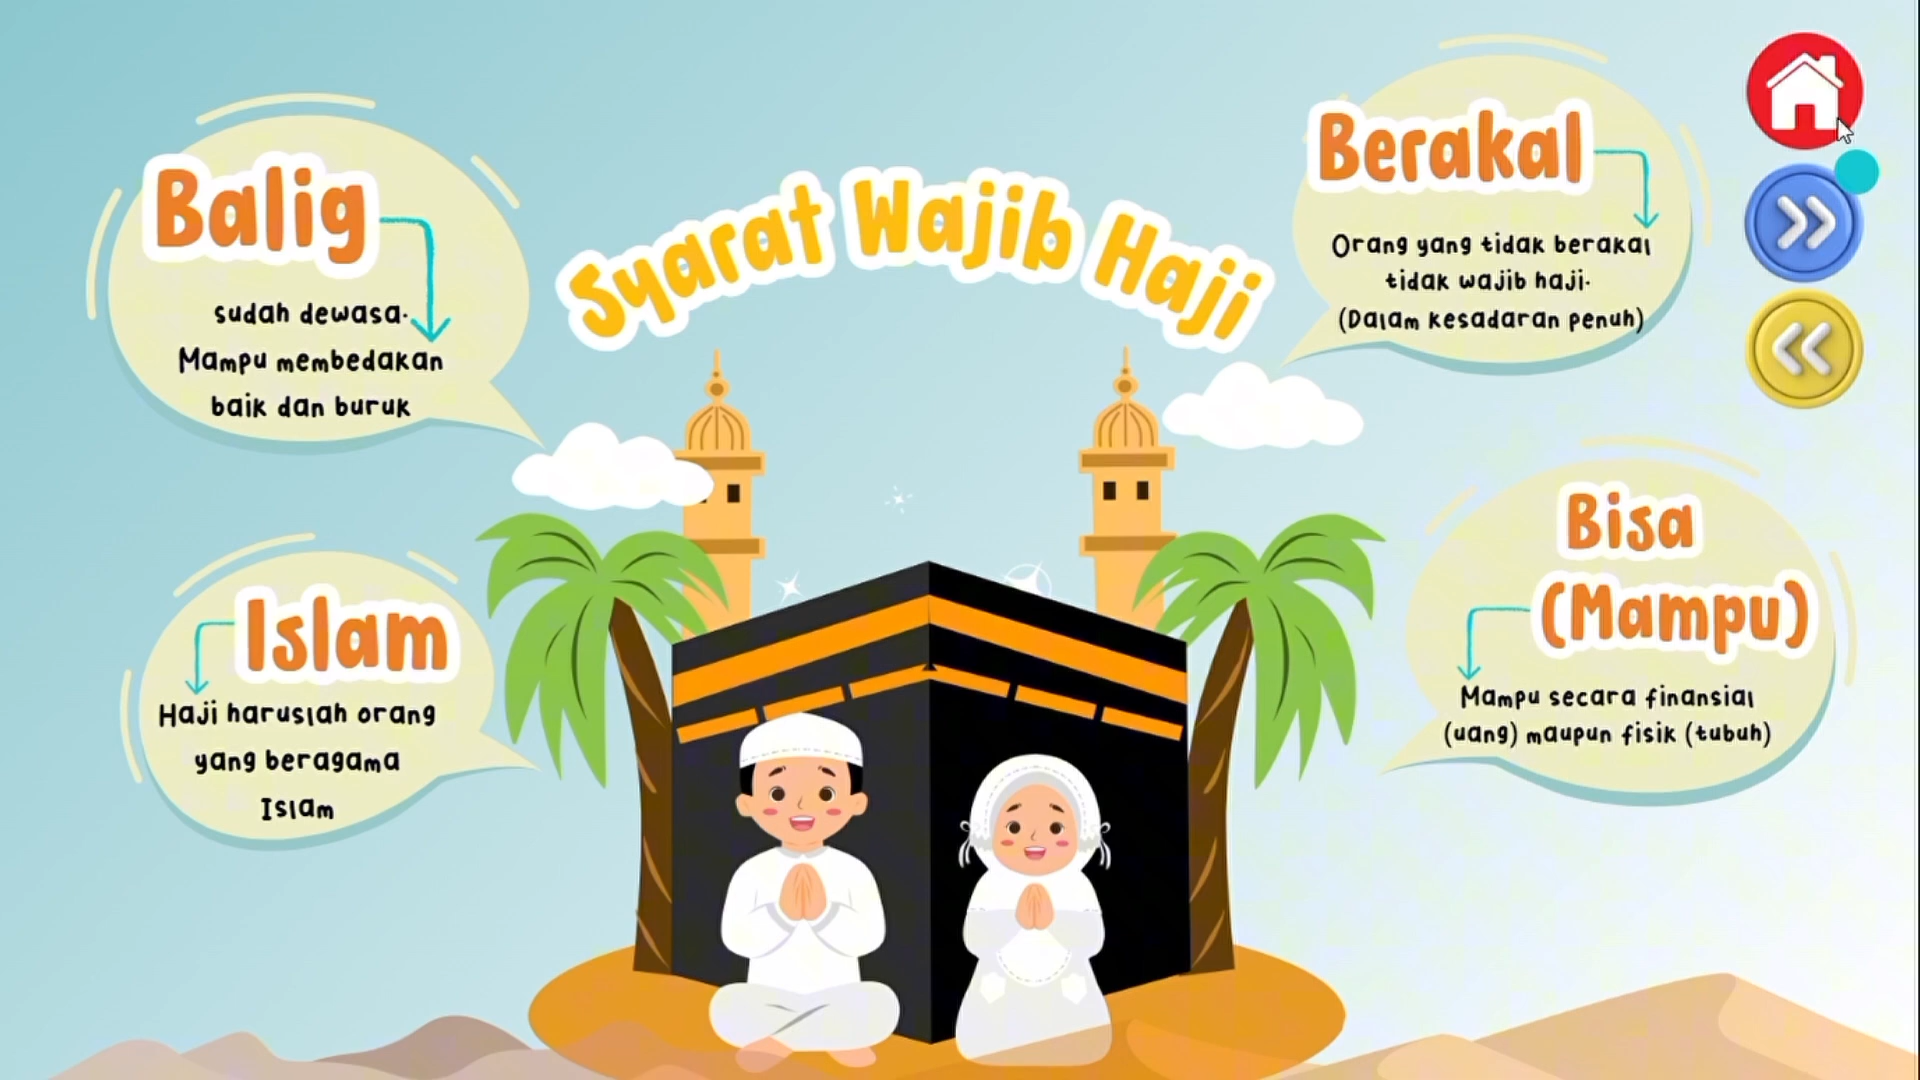 Syarat Wajib Haji
Balig
sudah dewasa.
Mampu membedakan
baik dan buruk
Berakal
Orang yang tidak berakal
tidak wajib haji.
(Dalam kesadaran penuh)
Islam
Haji haruslah orang
yang beragama
Islam
Bisa
(Mampu)
Mampu secara finansial
(uang) maupun fisik (tubuh)